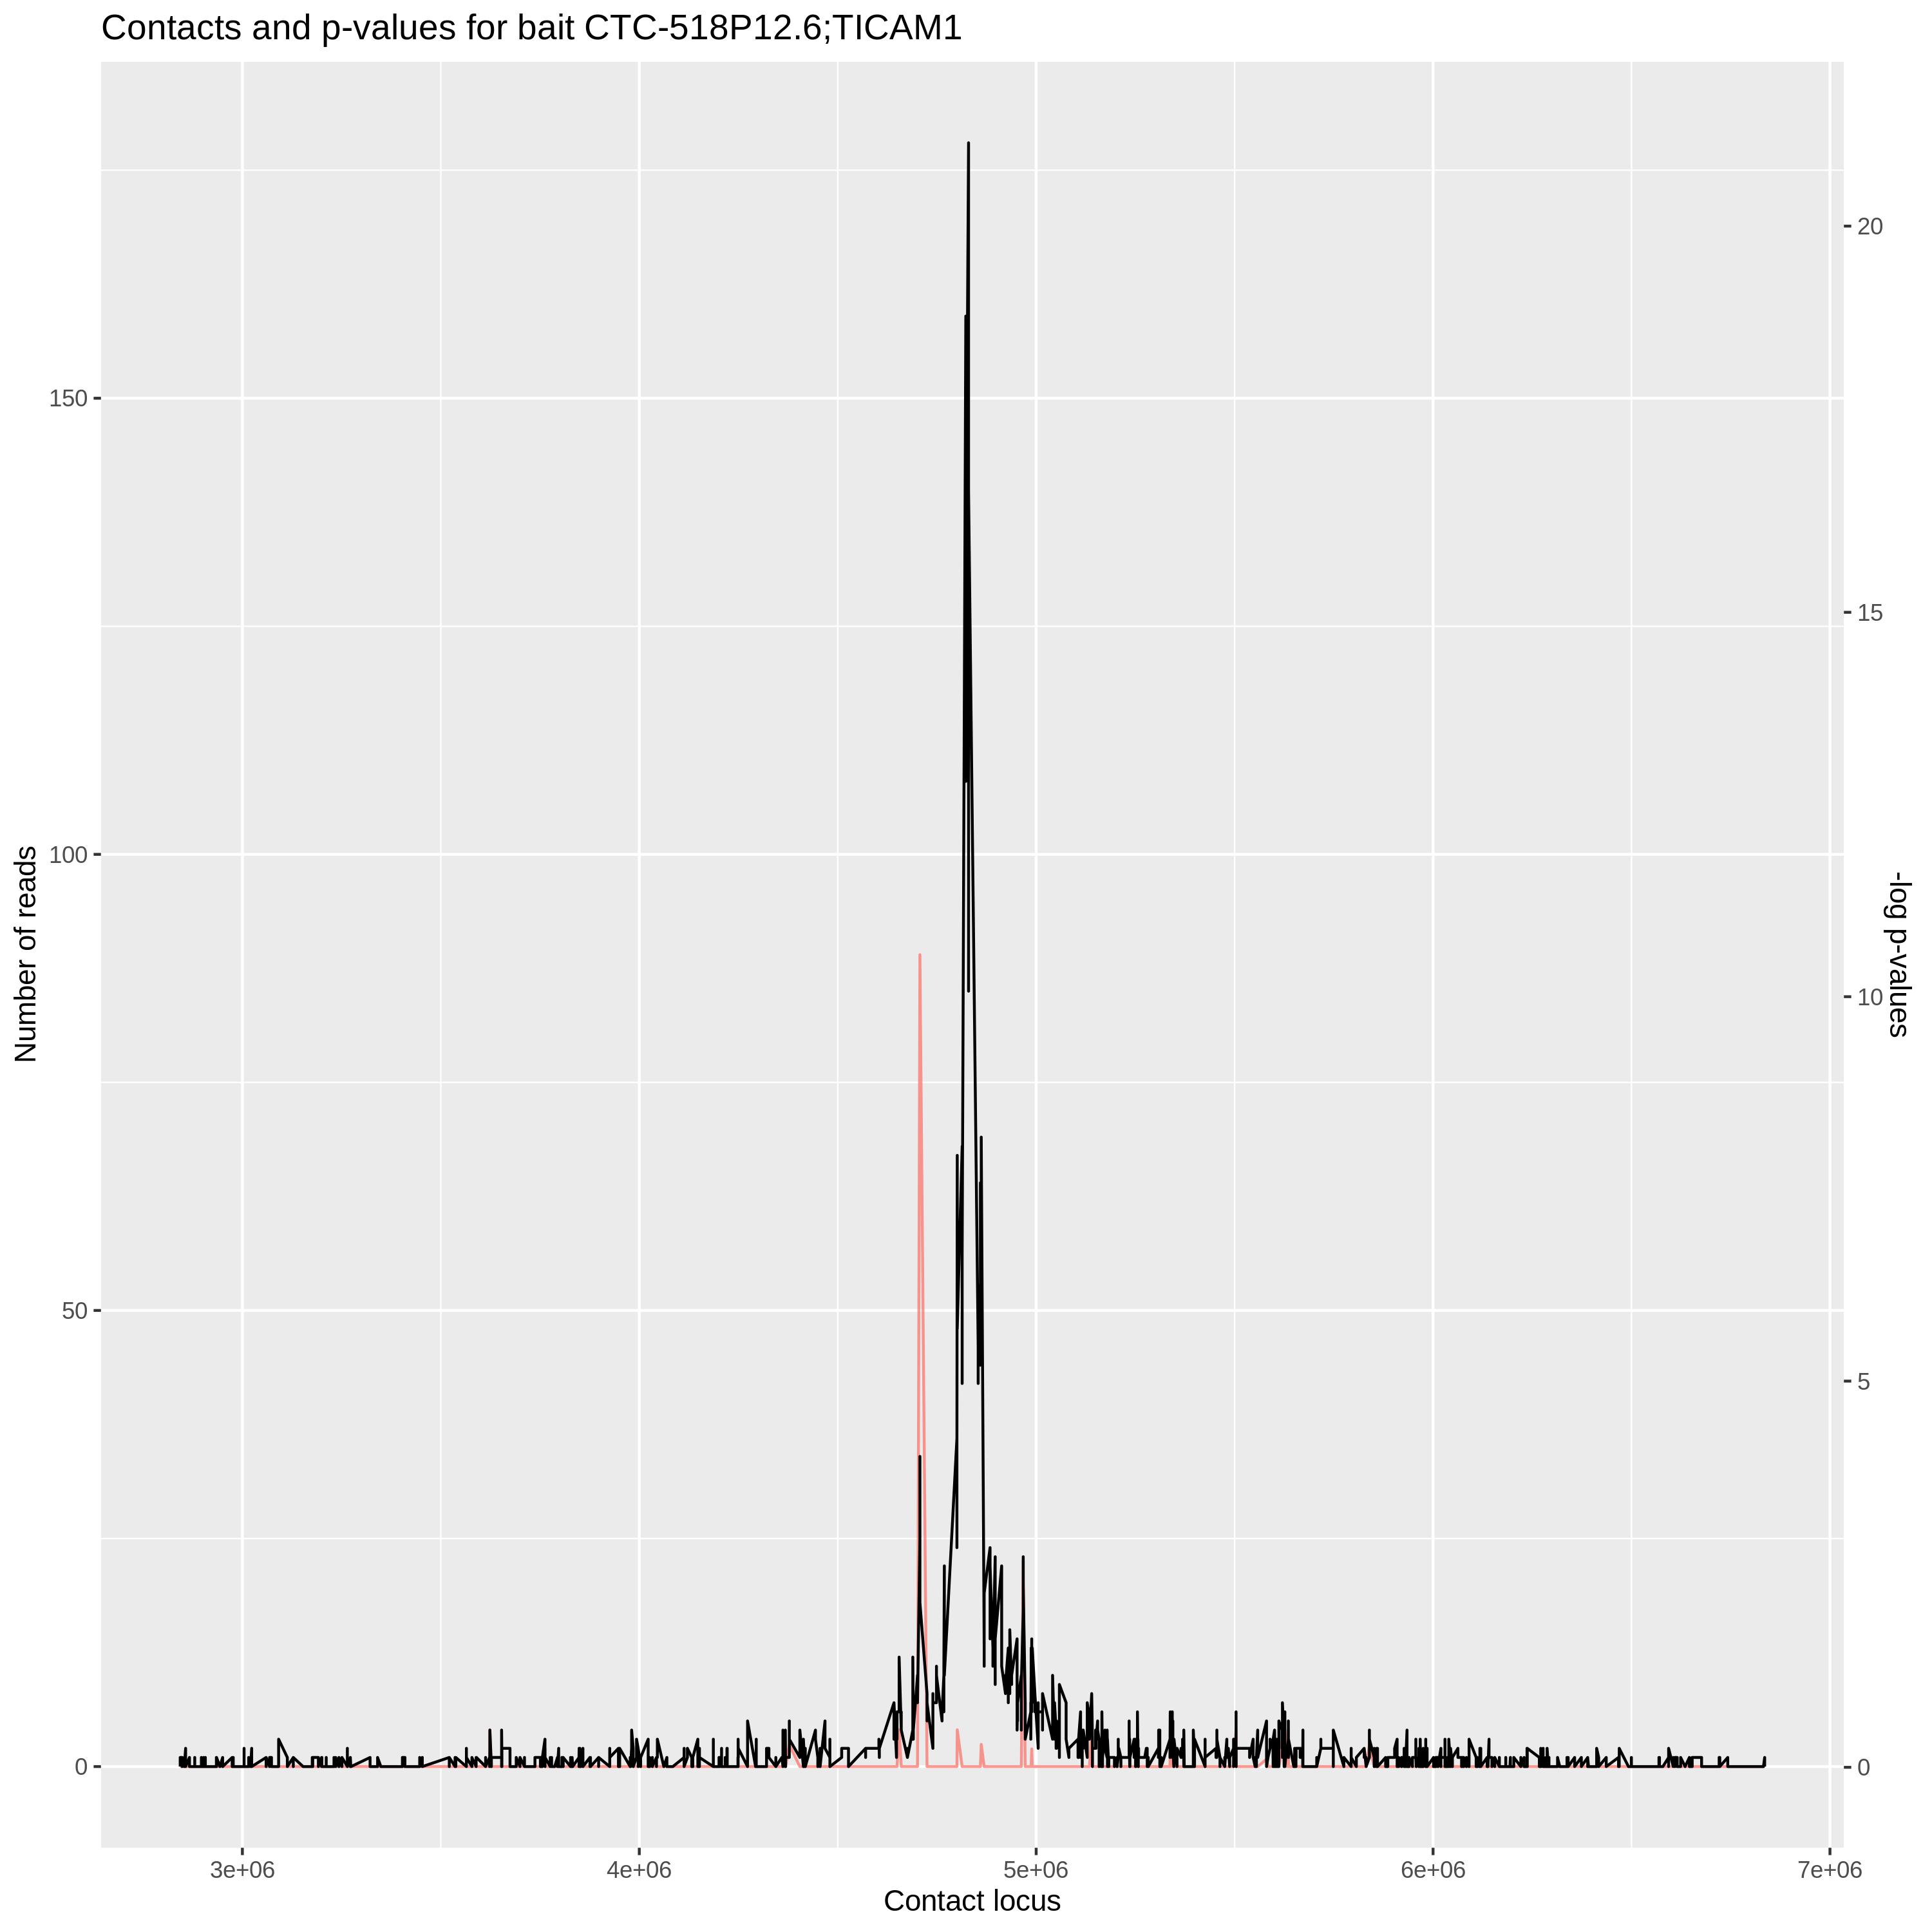 Contacts and p-values for bait CTC-518P12.6;TICAM1
Number of reads
150
100
50
0
20
15
10
5
0
-log p-values
3e+06
4e+06
5e+06
6e+06
7e+06
Contact locus